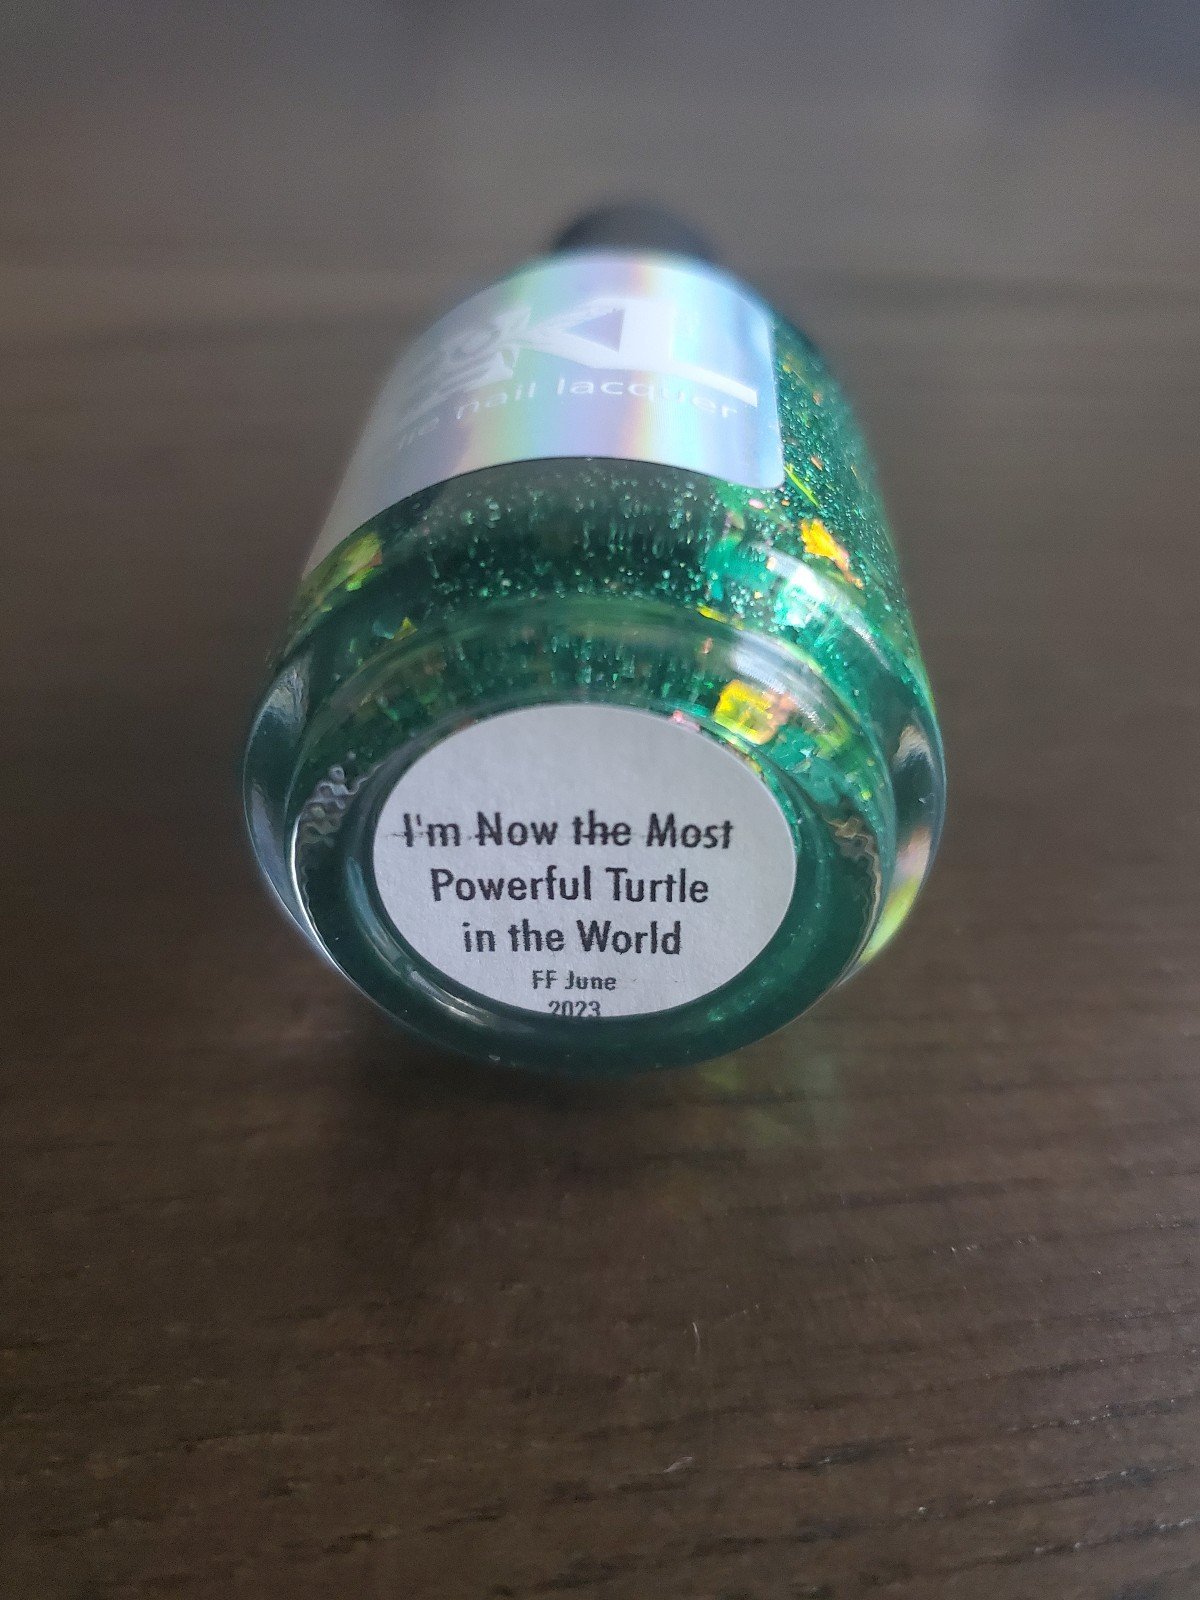 nail lacquer
I'm Now the Most
Powerful Turtle
in the World
FF June
2023